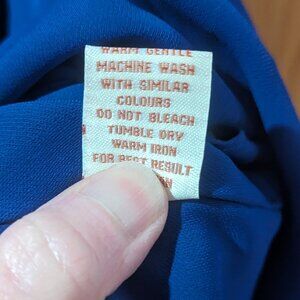 WARM GENTLE
MACHINE WASH
WITH SIMILAR
COLOURS
DO NOT BLEACH
TUMBLE DRY
WARM IRON
FOR BEST RESULT